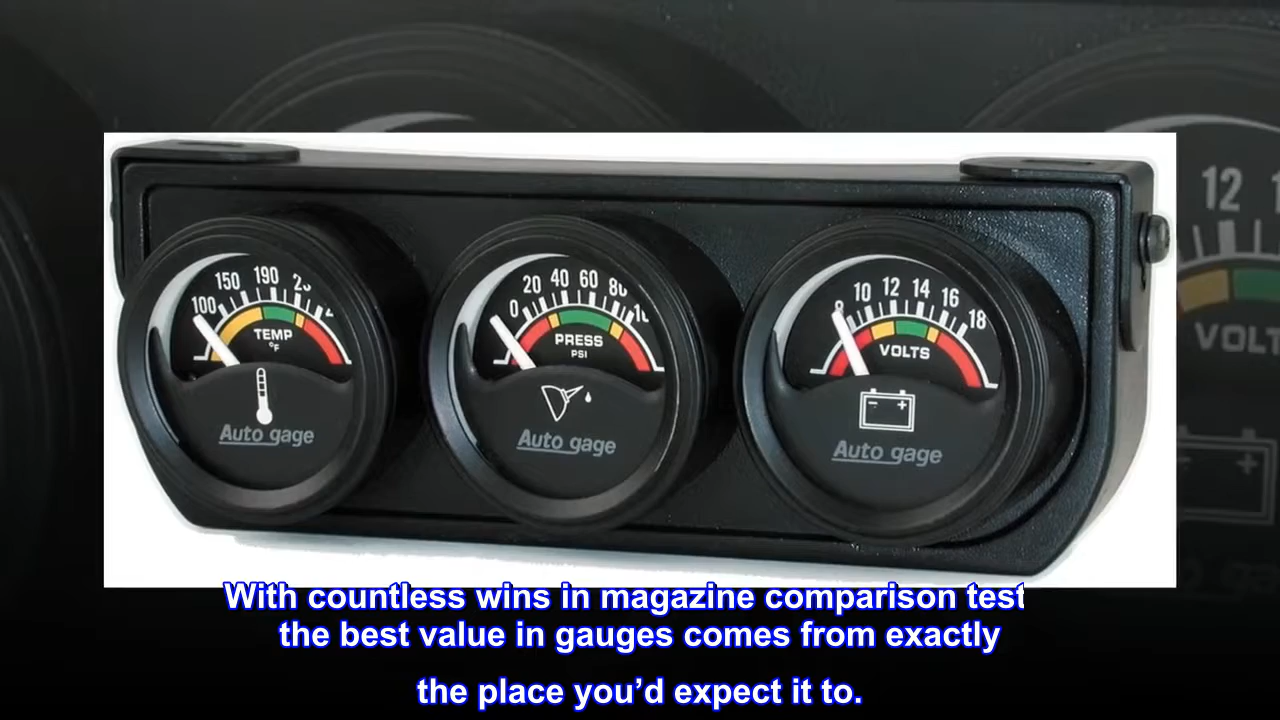 150 190
100
TEMP
°F
Auto gage
20 40 60
0
PRESS
PSI
Auto gage
10 12 14 16
8 18
VOLTS
- +
Auto gage
12
With countless wins in magazine comparison test
the best value in gauges comes from exactly
the place you’d expect it to.